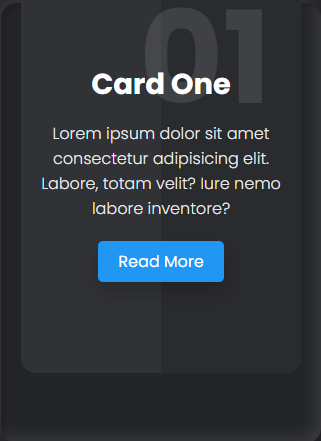 01
Card One
Lorem ipsum dolor sit amet
consectetur adipisicing elit.
Labore, totam velit? Iure nemo
labore inventore?
Read More